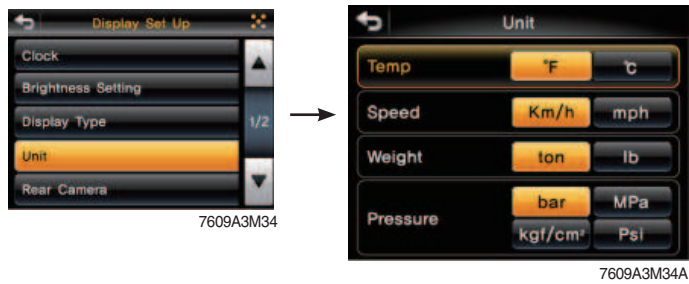 Display Set Up
Clock
Brightness Setting
Display Type
1/2
Unit
Rear Camera
7609A3M34
Unit
Temp °F °C
Speed Km/h mph
Weight ton lb
Pressure bar MPa
kgf/cm² Psi
7609A3M34A